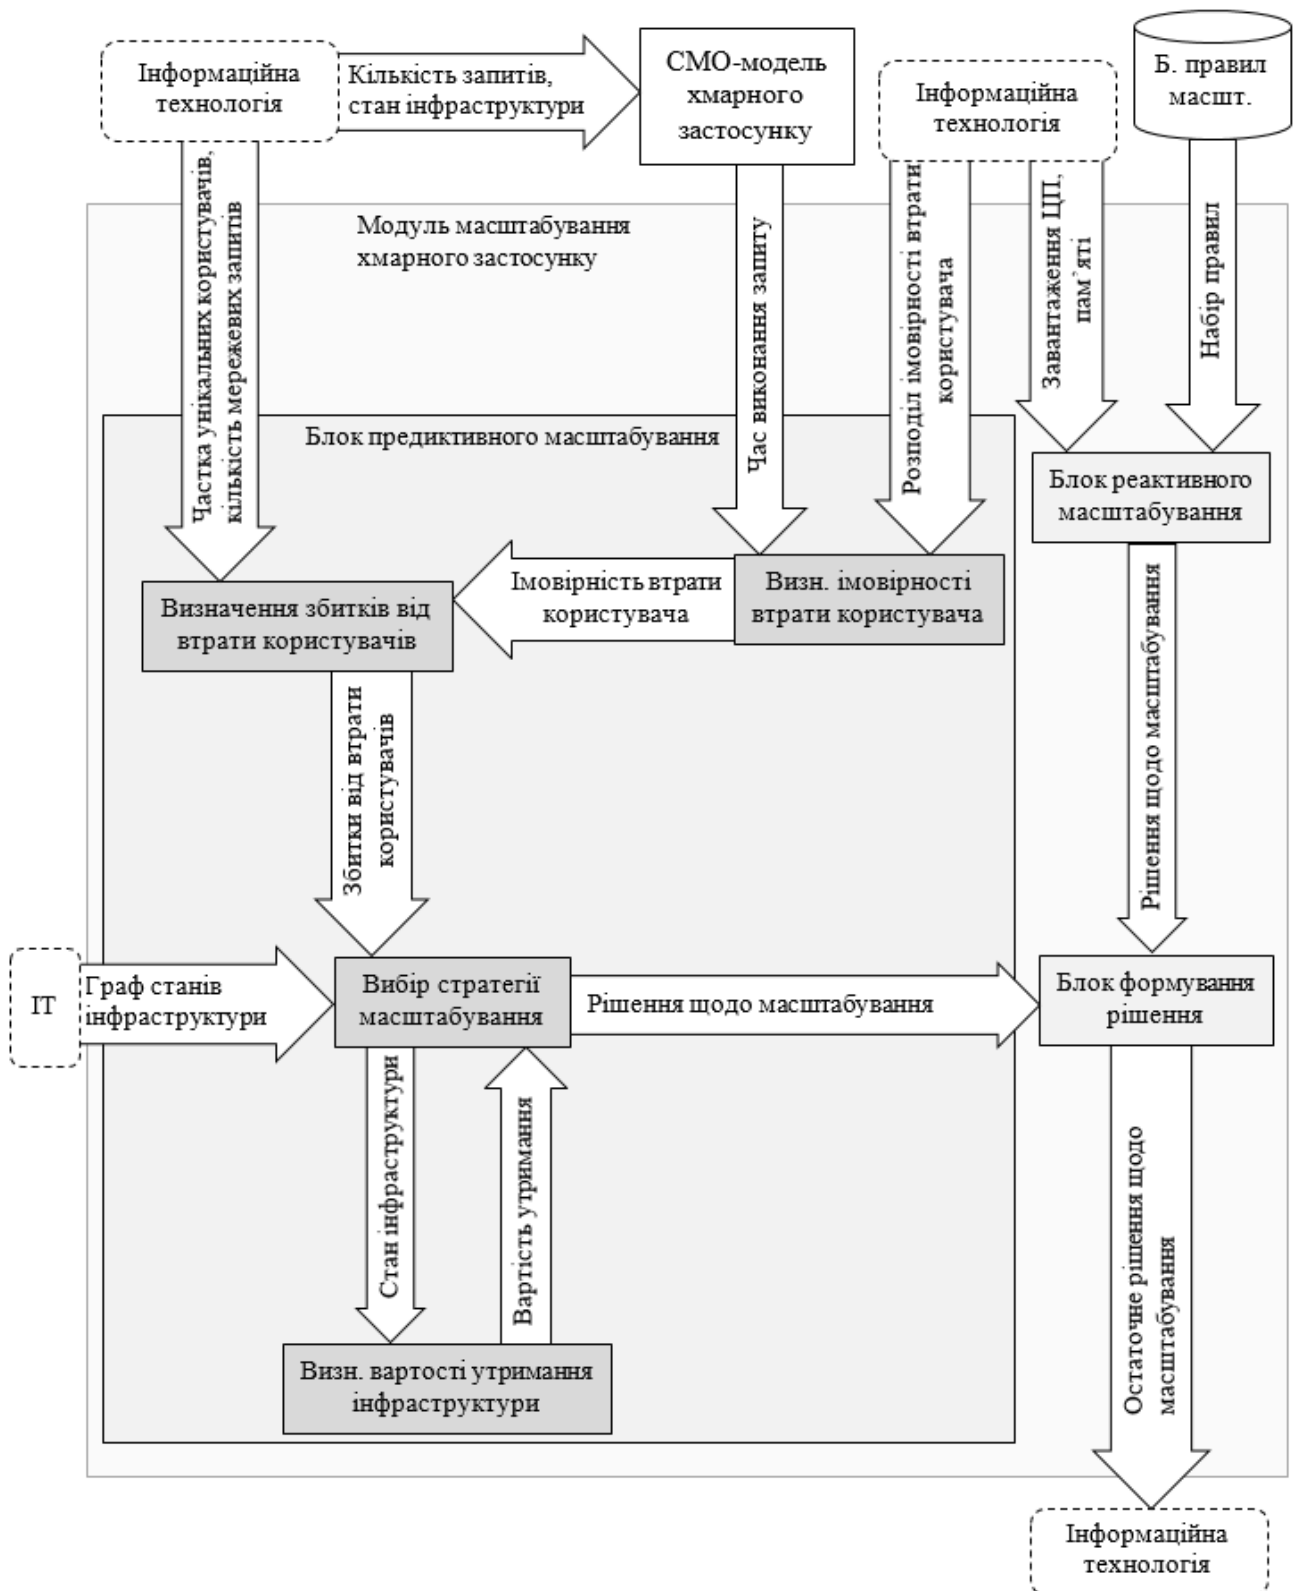 Інформаційна
технологія
Кількість запитів,
стан інфраструктури
СМО-модель
хмарного
застосунку
Інформаційна
технологія
Б. правил
масшт.
Частка унікальних користувачів,
кількість мережевих запитів
Модуль масштабування
хмарного застосунку
Час виконання запиту
Розподіл імовірності втрати
користувача
Завантаження ЦП,
пам`яті
Набір правил
Блок предиктивного масштабування
Блок реактивного
масштабування
Визначення збитків від
втрати користувачів
Імовірність втрати
користувача
Визн. імовірності
втрати користувача
Збитки від втрати
користувачів
Рішення щодо масштабування
ІТ
Граф станів
інфраструктури
Вибір стратегії
масштабування
Рішення щодо масштабування
Блок формування
рішення
Стан інфраструктури
Вартість утримання
Остаточне рішення щодо
масштабування
Визн. вартості утримання
інфраструктури
Інформаційна
технологія